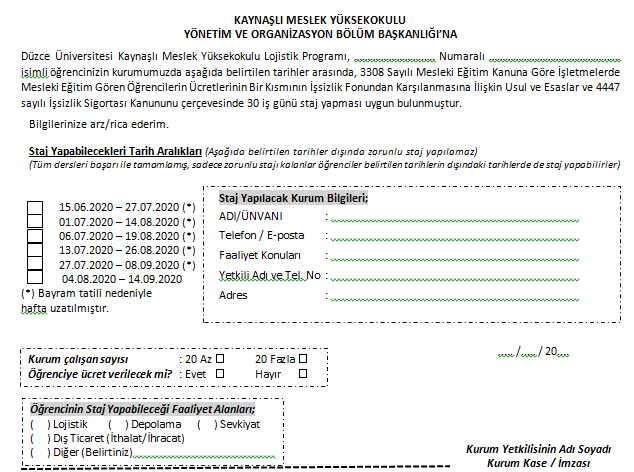 KAYNAŞLI MESLEK YÜKSEKOKULU
YÖNETİM VE ORGANİZASYON BÖLÜM BAŞKANLIĞI'NA
Düzce Üniversitesi Kaynaşlı Meslek Yüksekokulu Lojistik Programı, Numaralı
isimli öğrencinizin kurumumuzda aşağıda belirtilen tarihler arasında, 3308 Sayılı Mesleki Eğitim Kanuna Göre İşletmelerde
Mesleki Eğitim Gören Öğrencilerin Ücretlerinin Bir Kısmının İşsizlik Fonundan Karşılanmasına İlişkin Usul ve Esaslar ve 4447
sayılı İşsizlik Sigortası Kanununu çerçevesinde 30 iş günü staj yapması uygun bulunmuştur.
Bilgilerinize arz/rica ederim.
Staj Yapabilecekleri Tarih Aralıkları (Aşağıda belirtilen tarihler dışında zorunlu staj yapılamaz)
(Tüm dersleri başarı ile tamamlamış, sadece zorunlu stajı kalanlar öğrenciler belirtilen tarihlerin dışındaki tarihlerde de staj yapabilirler)
15.06.2020 – 27.07.2020 (*)
01.07.2020 – 14.08.2020 (*)
06.07.2020 – 19.08.2020 (*)
13.07.2020 – 26.08.2020 (*)
27.07.2020 – 08.09.2020 (*)
04.08.2020 – 14.09.2020
(*) Bayram tatili nedeniyle
hafta uzatılmıştır.
Staj Yapılacak Kurum Bilgileri;
ADI/ÜNVANI :
Telefon / E-posta :
Faaliyet Konuları :
Yetkili Adı ve Tel. No :
Adres :
Kurum çalışan sayısı : 20 Az 20 Fazla
Öğrenciye ücret verilecek mi? : Evet Hayır
/ / 20
Öğrencinin Staj Yapabileceği Faaliyet Alanları;
( ) Lojistik ( ) Depolama ( ) Sevkiyat
( ) Dış Ticaret (İthalat/İhracat)
( ) Diğer (Belirtiniz)
Kurum Yetkilisinin Adı Soyadı
Kurum Kase / İmzası